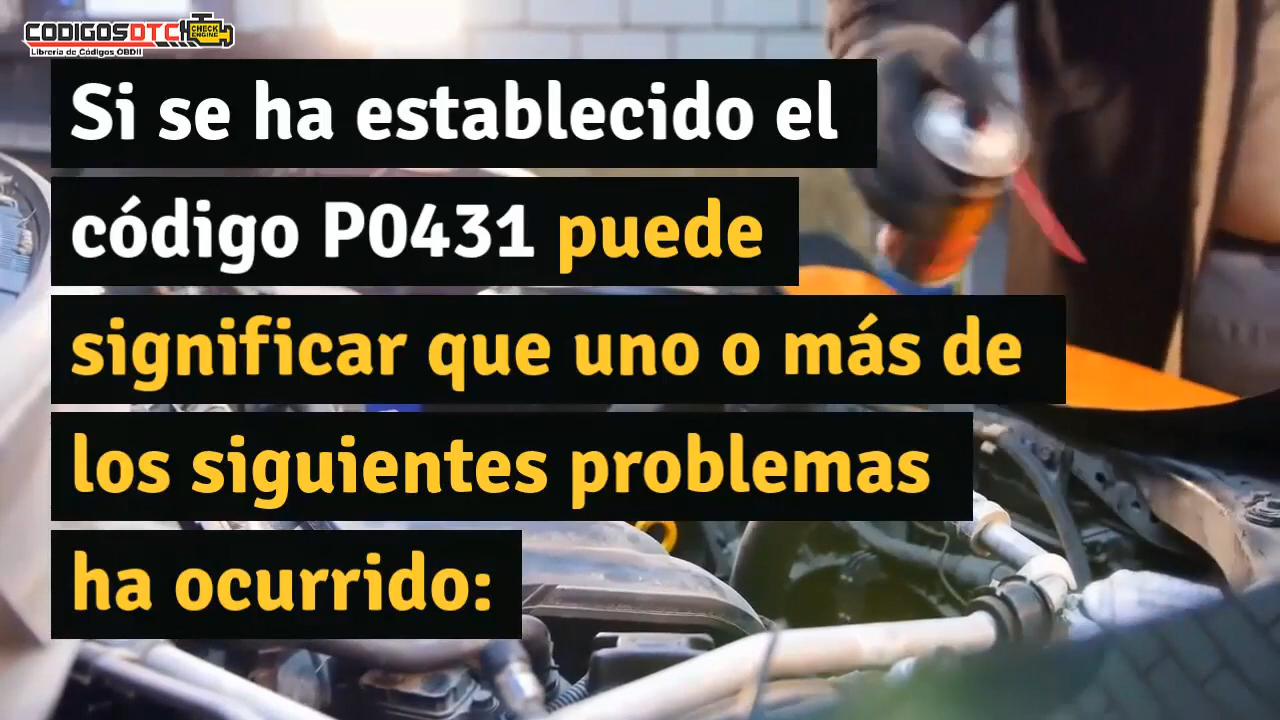 CODIGOSDTC
CHECK
ENGINE
Librería de Códigos OBDII
Si se ha establecido el
código P0431 puede
significar que uno o más de
los siguientes problemas
ha ocurrido: